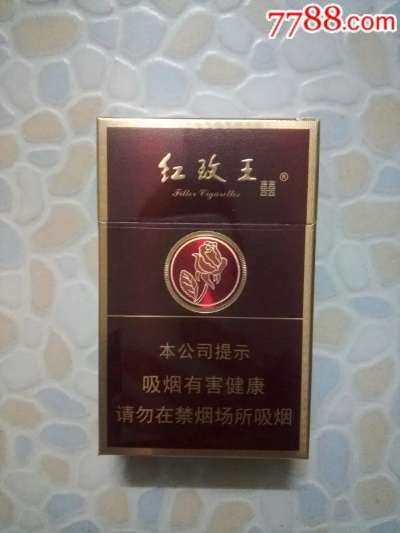 7788.com
红玫王
Filter Cigarettes
囍®
本公司提示
吸烟有害健康
请勿在禁烟场所吸烟